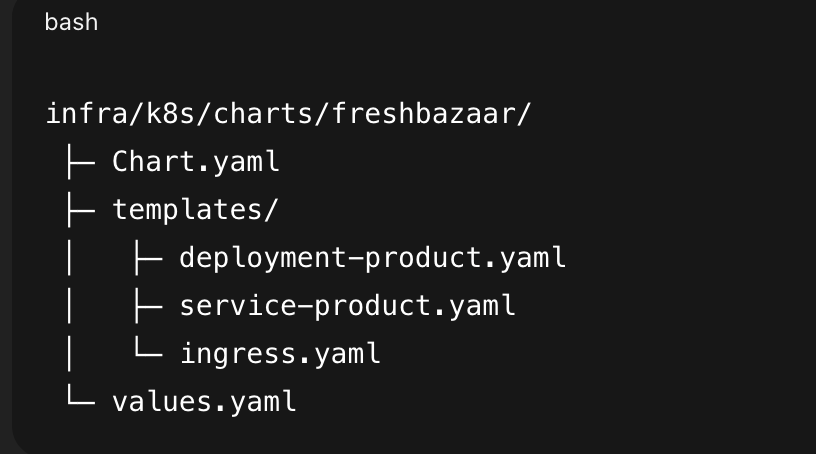 bash
infra/k8s/charts/freshbazaar/
├─ Chart.yaml
├─ templates/
│   ├─ deployment-product.yaml
│   ├─ service-product.yaml
│   └─ ingress.yaml
└─ values.yaml